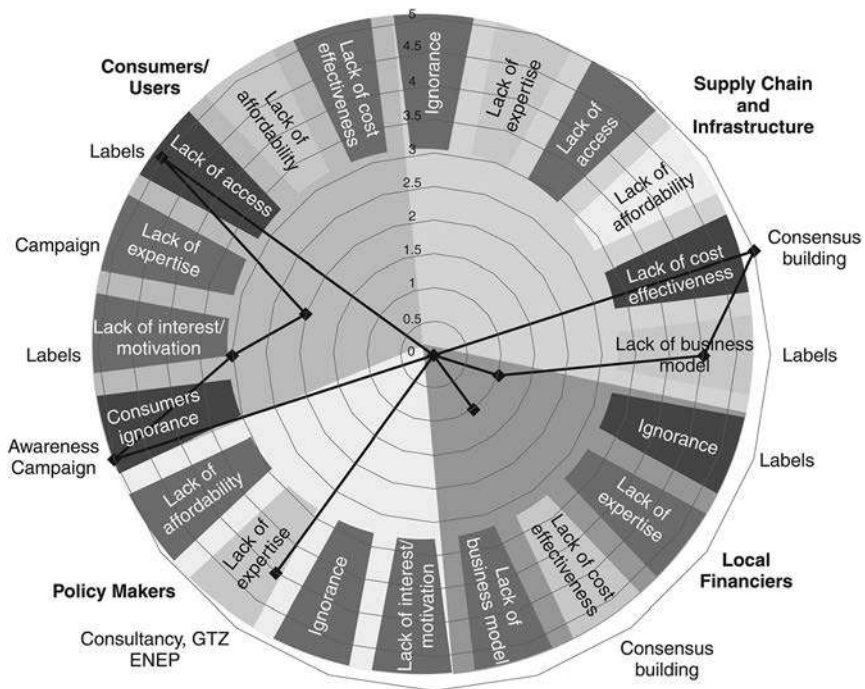 5
4.5
4
3.5
3
2.5
2
1.5
1
0.5
0
Consumers/
Users
Lack of
affordability
Lack of cost
effectiveness
Ignorance
Lack of
expertise
Lack of
access
Supply Chain
and
Infrastructure
Lack of
affordability
Consensus
building
Lack of cost
effectiveness
Lack of business
model
Labels
Ignorance
Labels
Lack of
expertise
Local
Financiers
Lack of cost
effectiveness
Consensus
building
Lack of
business model
Lack of interest/
motivation
Ignorance
Lack of
expertise
Policy Makers
Consultancy, GTZ
ENEP
Lack of
affordability
Consumers
ignorance
Awareness
Campaign
Lack of interest/
motivation
Labels
Lack of
expertise
Campaign
Lack of access
Labels